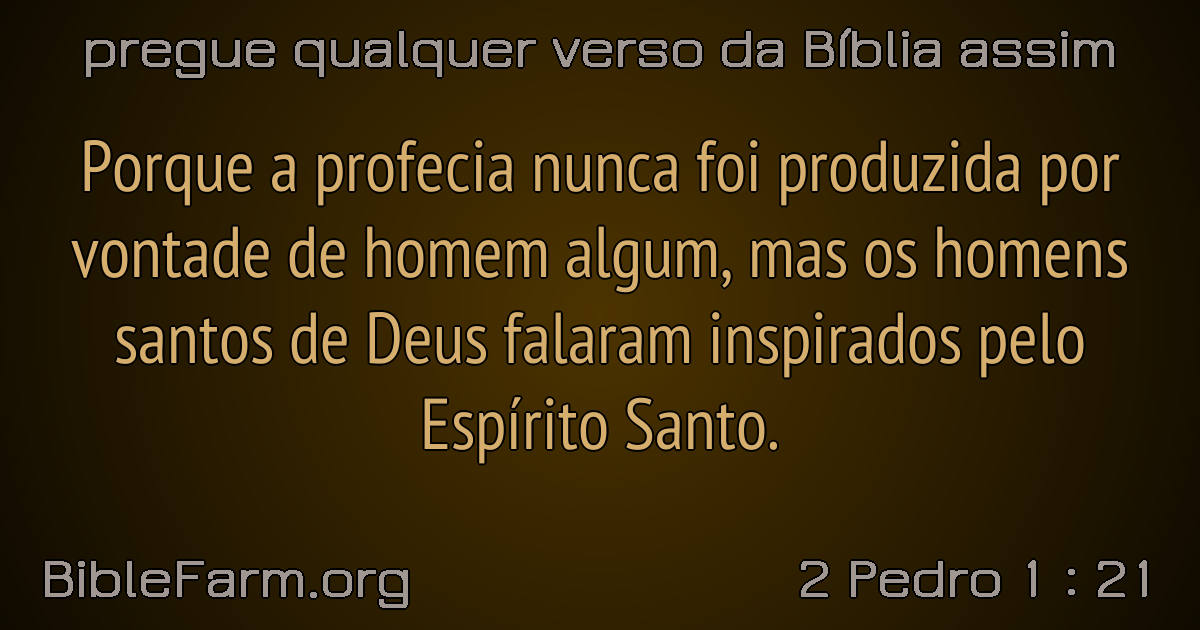 pregue qualquer verso da Bíblia assim
Porque a profecia nunca foi produzida por
vontade de homem algum, mas os homens
santos de Deus falaram inspirados pelo
Espírito Santo.
BibleFarm.org
2 Pedro 1 : 21